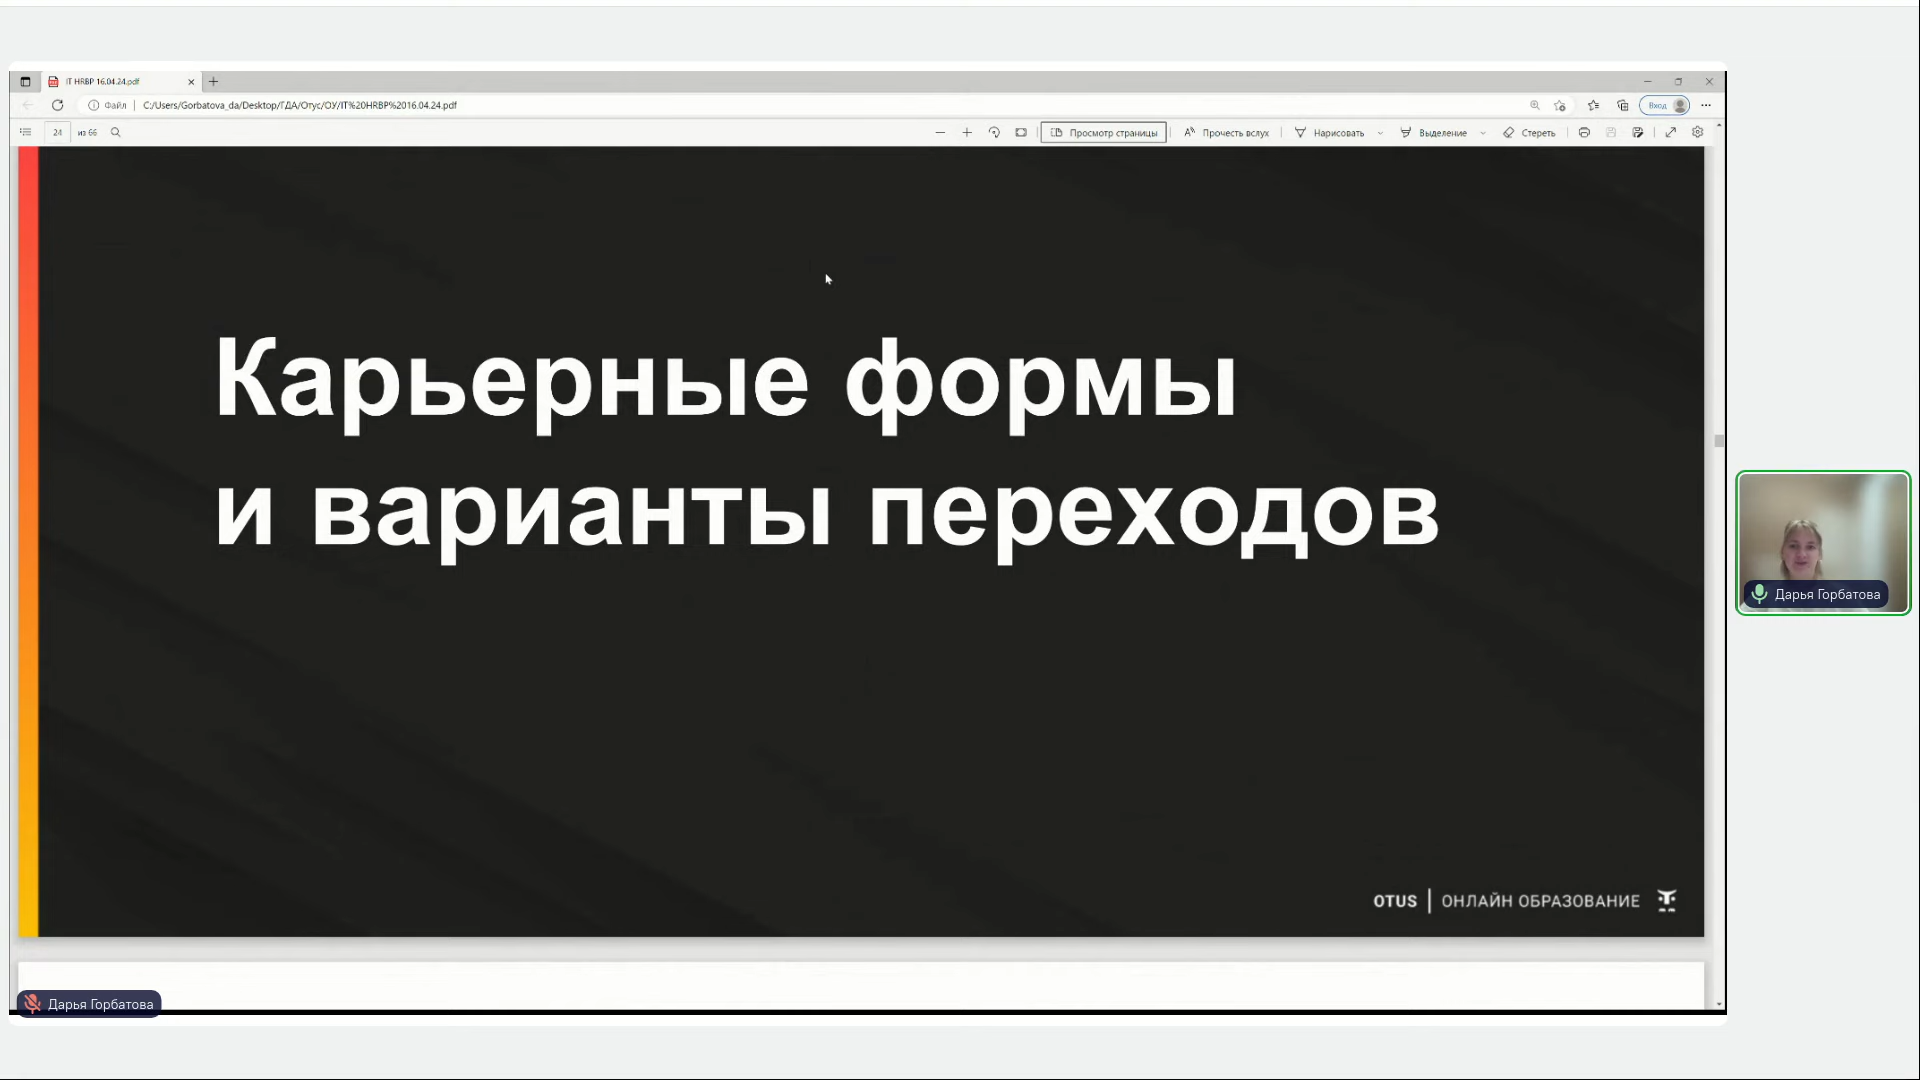 IT HRBP 16.04.24.pdf
Файл
C:/Users/Gorbatova_da/Desktop/ГДА/Отус/ОУ/IT%20HRBP%2016.04.24.pdf
Вход
24 из 66
Просмотр страницы
Прочесть вслух
Нарисовать
Выделение
Стереть
Карьерные формы
и варианты переходов
OTUS | ОНЛАЙН ОБРАЗОВАНИЕ
Дарья Горбатова
Дарья Горбатова